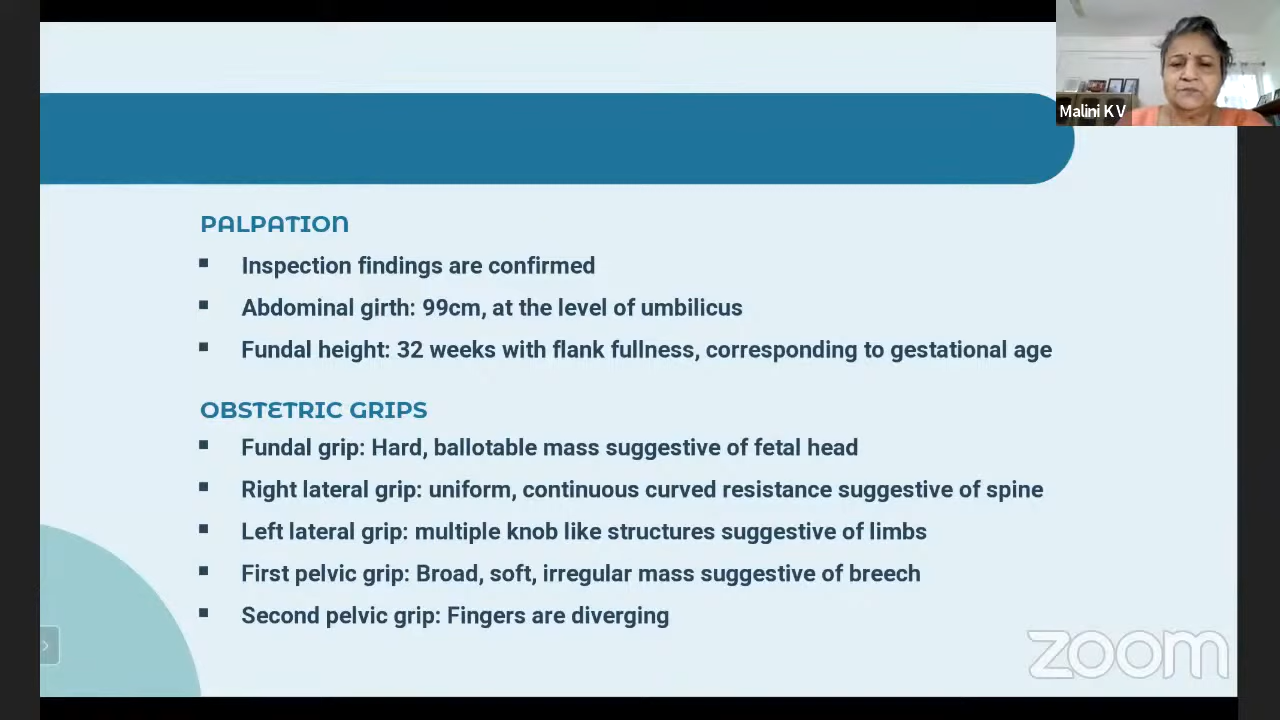 Malini K V
PALPATION
▪ Inspection findings are confirmed
▪ Abdominal girth: 99cm, at the level of umbilicus
▪ Fundal height: 32 weeks with flank fullness, corresponding to gestational age
OBSTETRIC GRIPS
▪ Fundal grip: Hard, ballotable mass suggestive of fetal head
▪ Right lateral grip: uniform, continuous curved resistance suggestive of spine
▪ Left lateral grip: multiple knob like structures suggestive of limbs
▪ First pelvic grip: Broad, soft, irregular mass suggestive of breech
▪ Second pelvic grip: Fingers are diverging
zoom